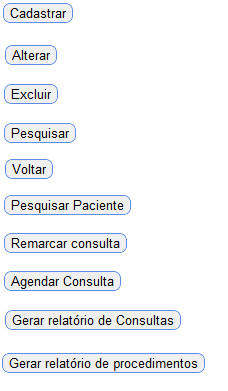 Cadastrar
Alterar
Excluir
Pesquisar
Voltar
Pesquisar Paciente
Remarcar consulta
Agendar Consulta
Gerar relatório de Consultas
Gerar relatório de procedimentos